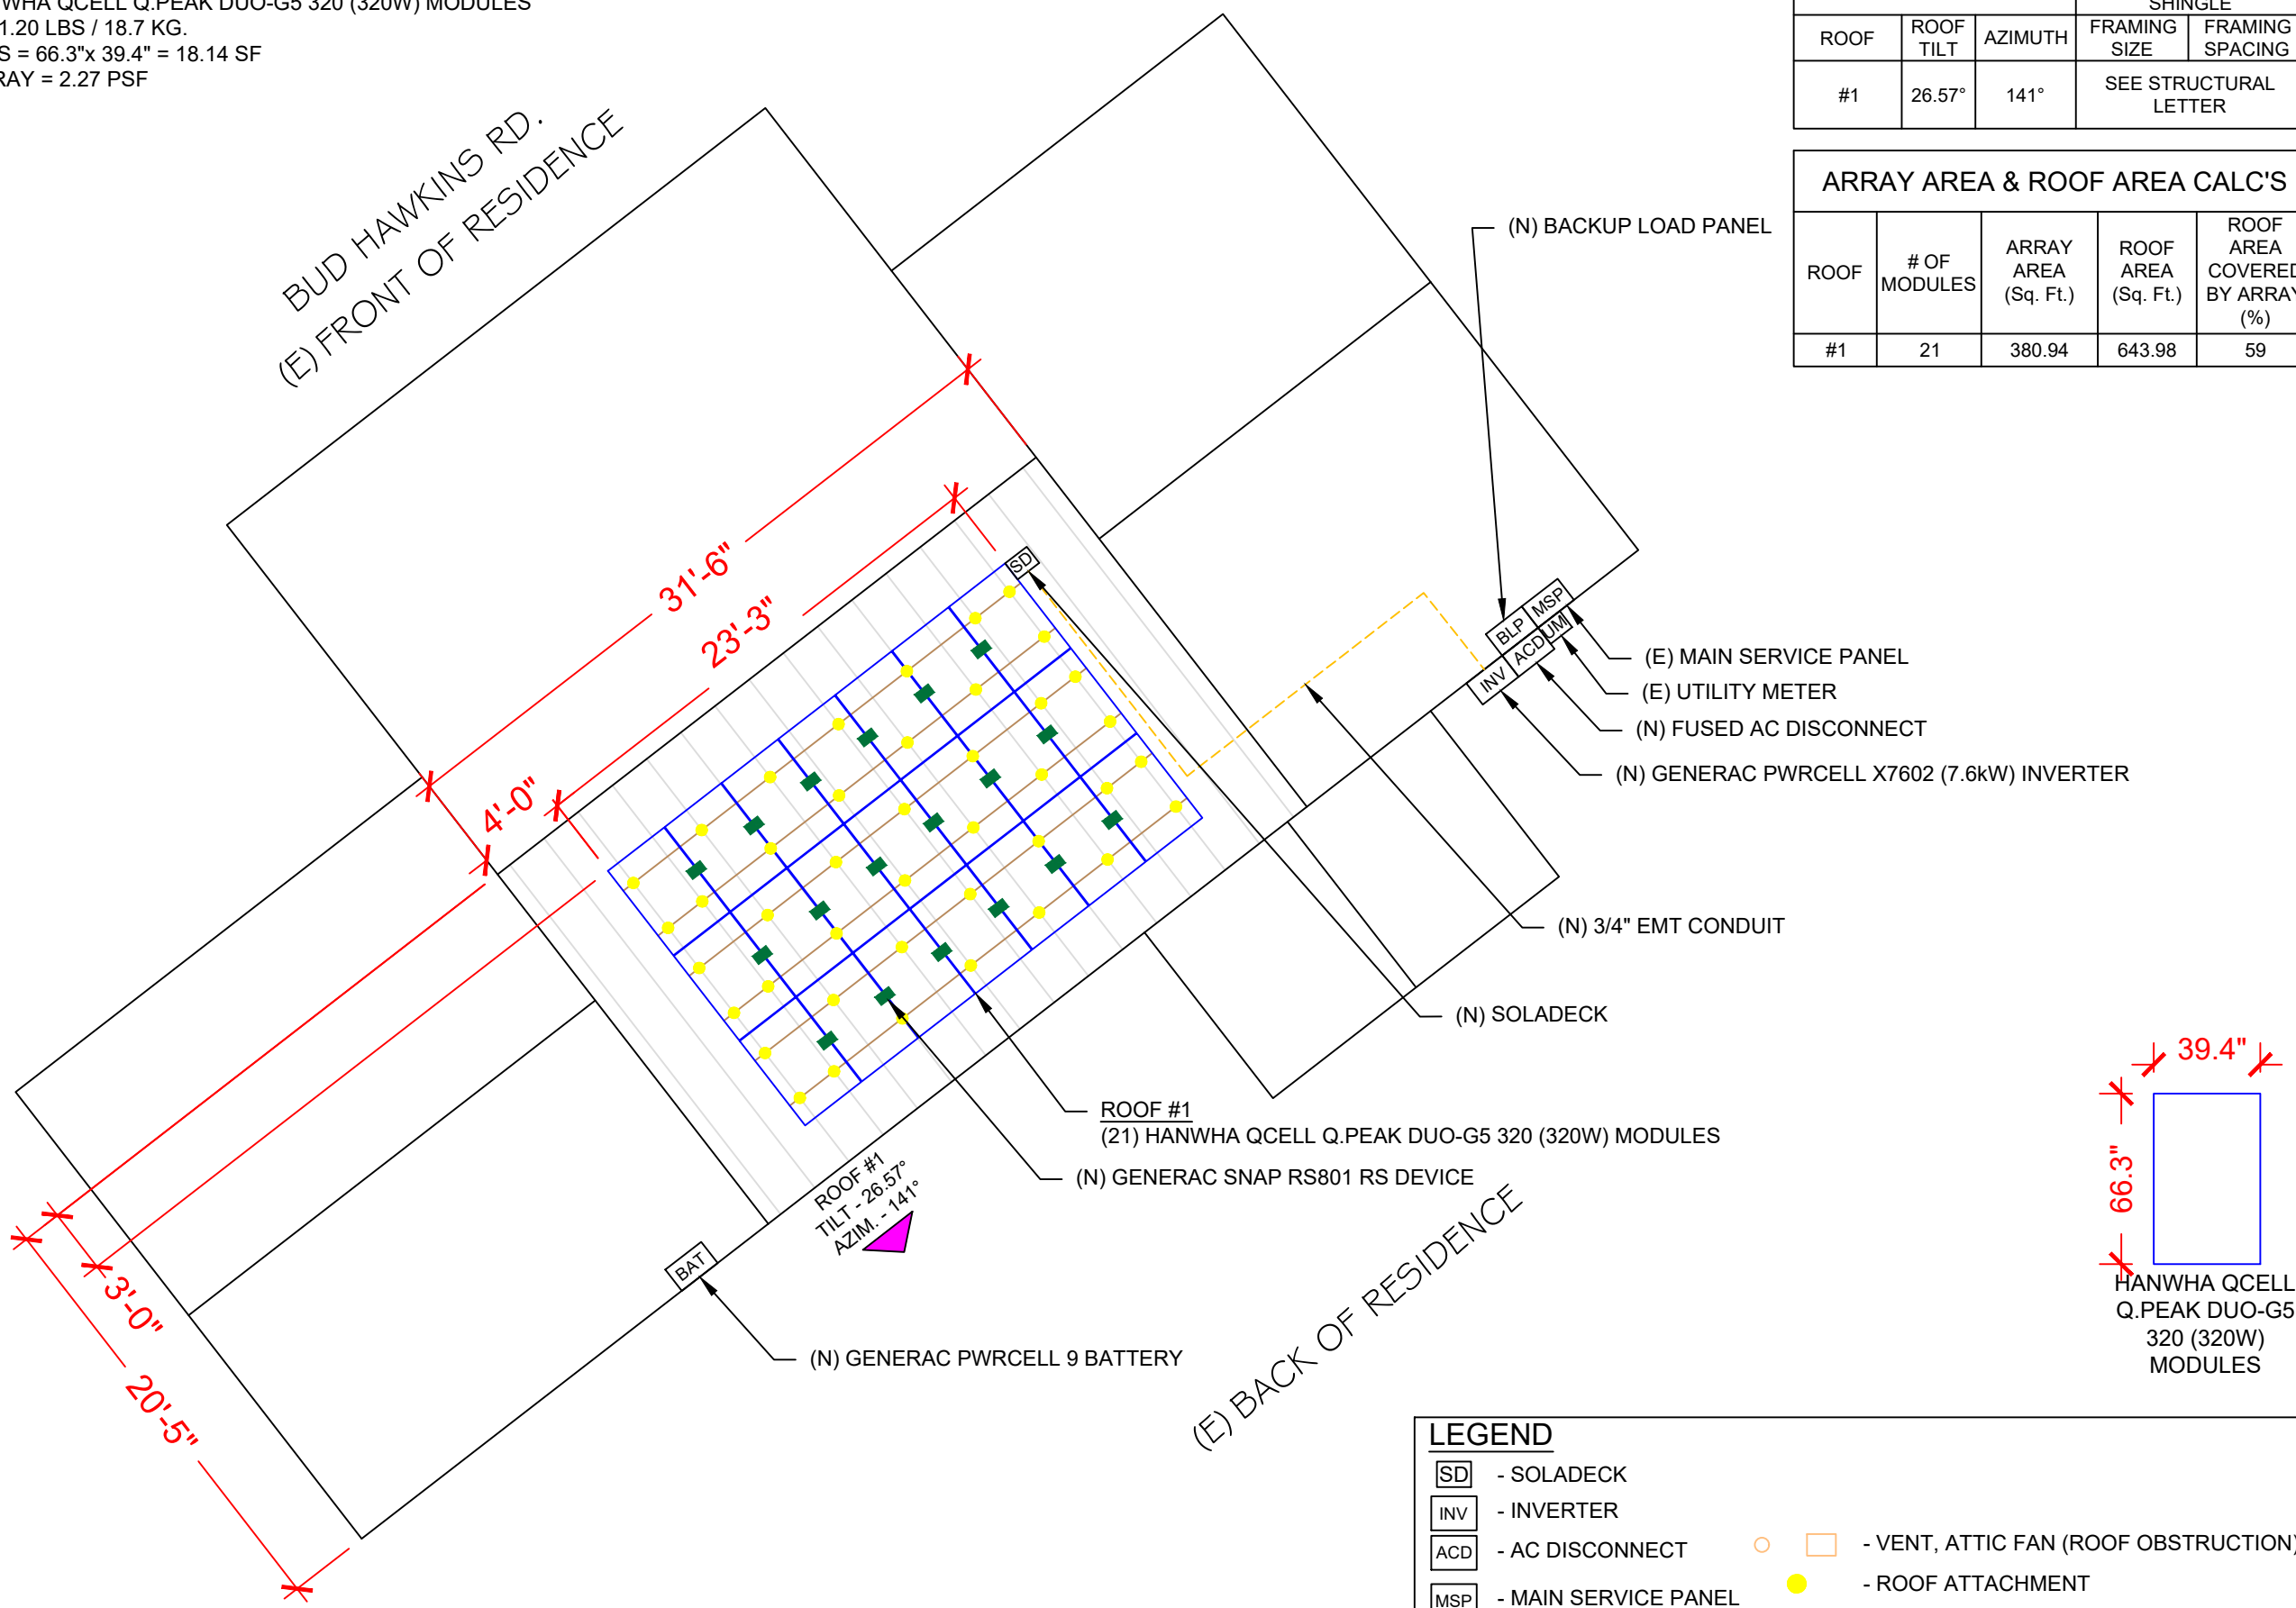 HANWHA QCELL Q.PEAK DUO-G5 320 (320W) MODULES
1.20 LBS / 18.7 KG.
S = 66.3"x 39.4" = 18.14 SF
RAY = 2.27 PSF
SHINGLE
ROOF
ROOF TILT
AZIMUTH
FRAMING SIZE
FRAMING SPACING
#1
26.57°
141°
SEE STRUCTURAL LETTER
ARRAY AREA & ROOF AREA CALC'S
ROOF
# OF MODULES
ARRAY AREA (Sq. Ft.)
ROOF AREA (Sq. Ft.)
ROOF AREA COVERED BY ARRAY (%)
#1
21
380.94
643.98
59
BUD HAWKINS RD.
(E) FRONT OF RESIDENCE
31'-6"
23'-3"
4'-0"
3'-0"
20'-5"
SD
BLP
MSP
INV
ACD
UM
BAT
(N) BACKUP LOAD PANEL
(E) MAIN SERVICE PANEL
(E) UTILITY METER
(N) FUSED AC DISCONNECT
(N) GENERAC PWRCELL X7602 (7.6kW) INVERTER
(N) 3/4" EMT CONDUIT
(N) SOLADECK
ROOF #1
(21) HANWHA QCELL Q.PEAK DUO-G5 320 (320W) MODULES
(N) GENERAC SNAP RS801 RS DEVICE
ROOF #1
TILT - 26.57°
AZIM. - 141°
(N) GENERAC PWRCELL 9 BATTERY
(E) BACK OF RESIDENCE
39.4"
66.3"
HANWHA QCELL
Q.PEAK DUO-G5
320 (320W)
MODULES
LEGEND
SD - SOLADECK
INV - INVERTER
ACD - AC DISCONNECT
MSP - MAIN SERVICE PANEL
- VENT, ATTIC FAN (ROOF OBSTRUCTION)
- ROOF ATTACHMENT